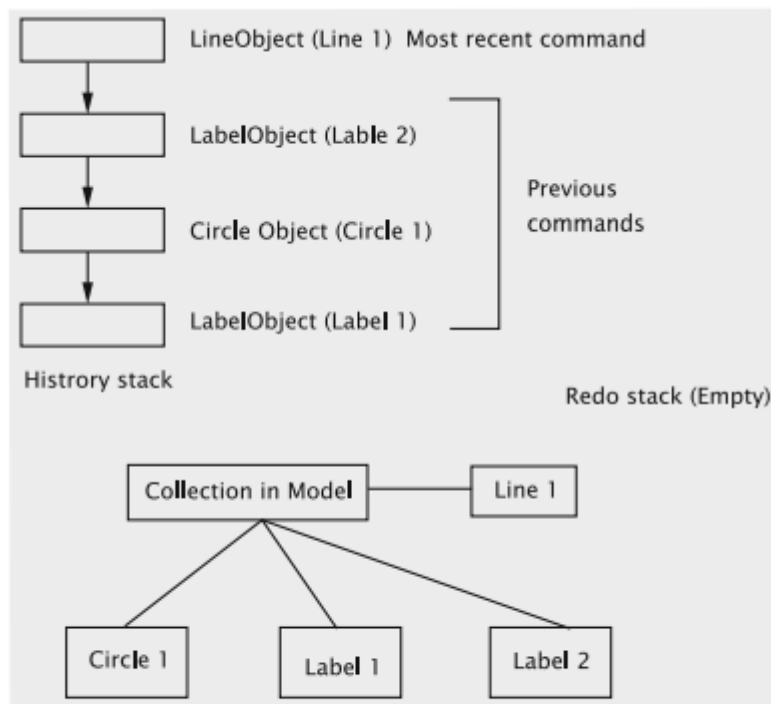 LineObject (Line 1) Most recent command
LabelObject (Lable 2)
Previous
commands
Circle Object (Circle 1)
LabelObject (Label 1)
Histrory stack
Redo stack (Empty)
Collection in Model
Line 1
Circle 1
Label 1
Label 2